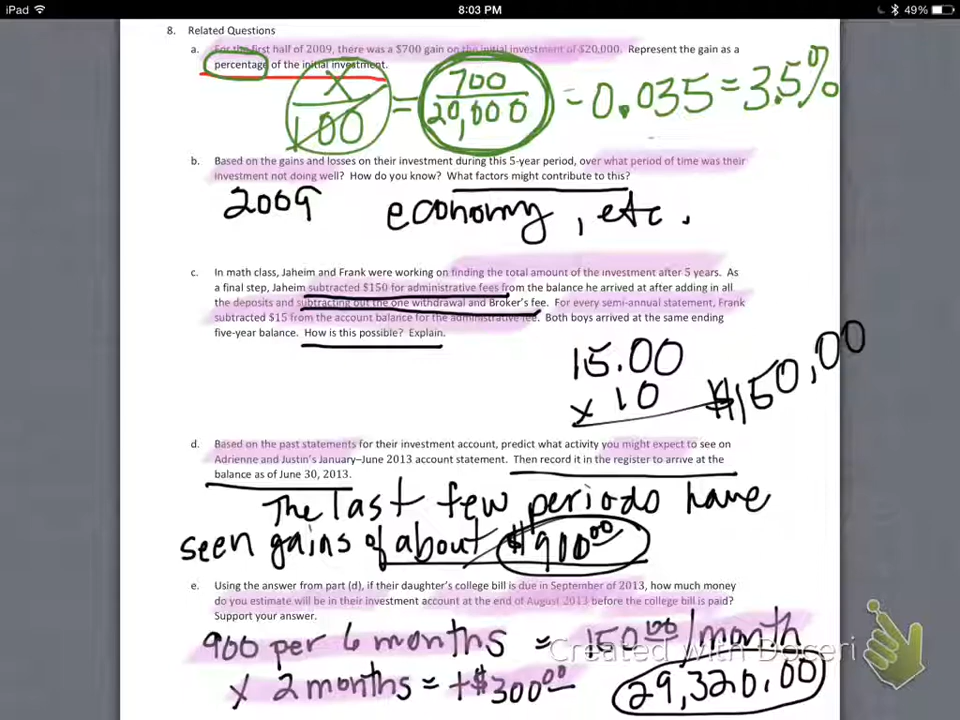 iPad 8:03 PM 49%
8. Related Questions
a. For the first half of 2009, there was a $700 gain on the initial investment of $20,000. Represent the gain as a
percentage of the initial investment.
x/100 = 700/20,000 = 0.035 = 3.5%
b. Based on the gains and losses on their investment during this 5-year period, over what period of time was their
investment not doing well? How do you know? What factors might contribute to this?
2009 economy, etc.
c. In math class, Jaheim and Frank were working on finding the total amount of the investment after 5 years. As
a final step, Jaheim subtracted $150 for administrative fees from the balance he arrived at after adding in all
the deposits and subtracting out the one withdrawal and Broker's fee. For every semi-annual statement, Frank
subtracted $15 from the account balance for the administrative fee. Both boys arrived at the same ending
five-year balance. How is this possible? Explain.
15.00
x 10 $150.00
d. Based on the past statements for their investment account, predict what activity you might expect to see on
Adrienne and Justin's January–June 2013 account statement. Then record it in the register to arrive at the
balance as of June 30, 2013.
The last few periods have
seen gains of about $900.00
e. Using the answer from part (d), if their daughter's college bill is due in September of 2013, how much money
do you estimate will be in their investment account at the end of August 2013 before the college bill is paid?
Support your answer.
900 per 6 months = 150.00/month
Created with Doceri
x 2 months = +$300.00 29,320.00